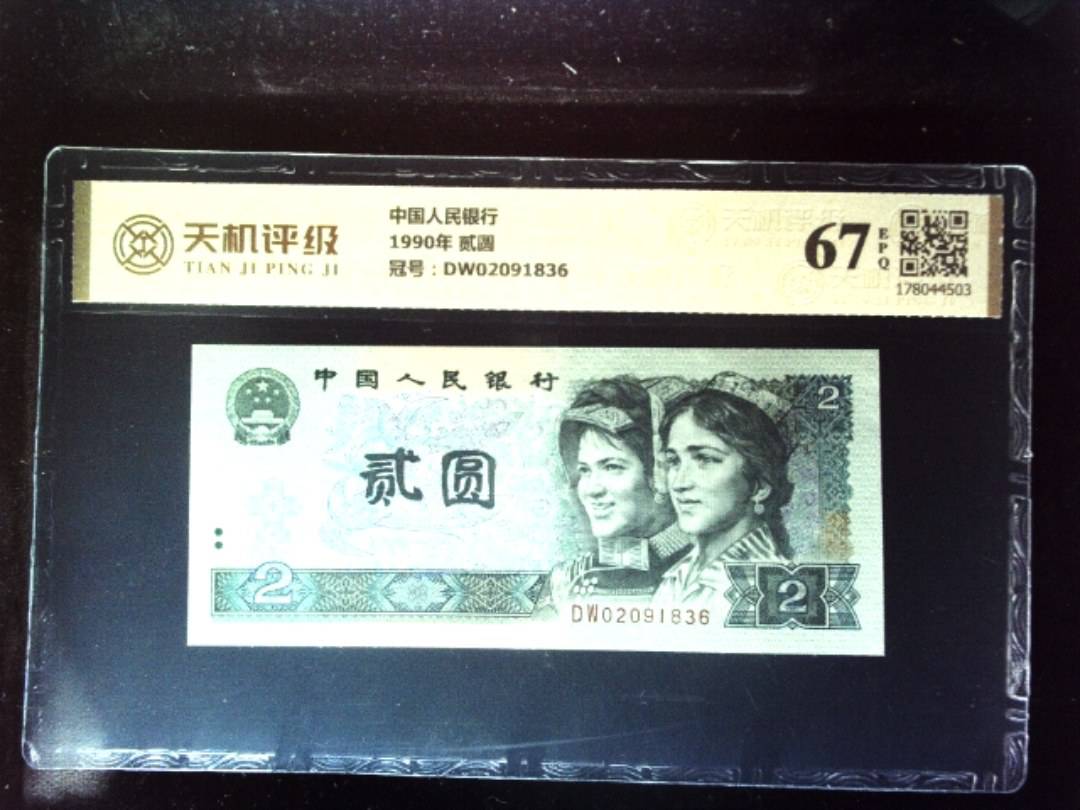 天机评级
TIAN JI PING JI
中国人民银行
1990年 贰圆
冠号：DW02091836
67
EPQ
178044503
中国人民银行
贰圆
2
2
2
DW02091836